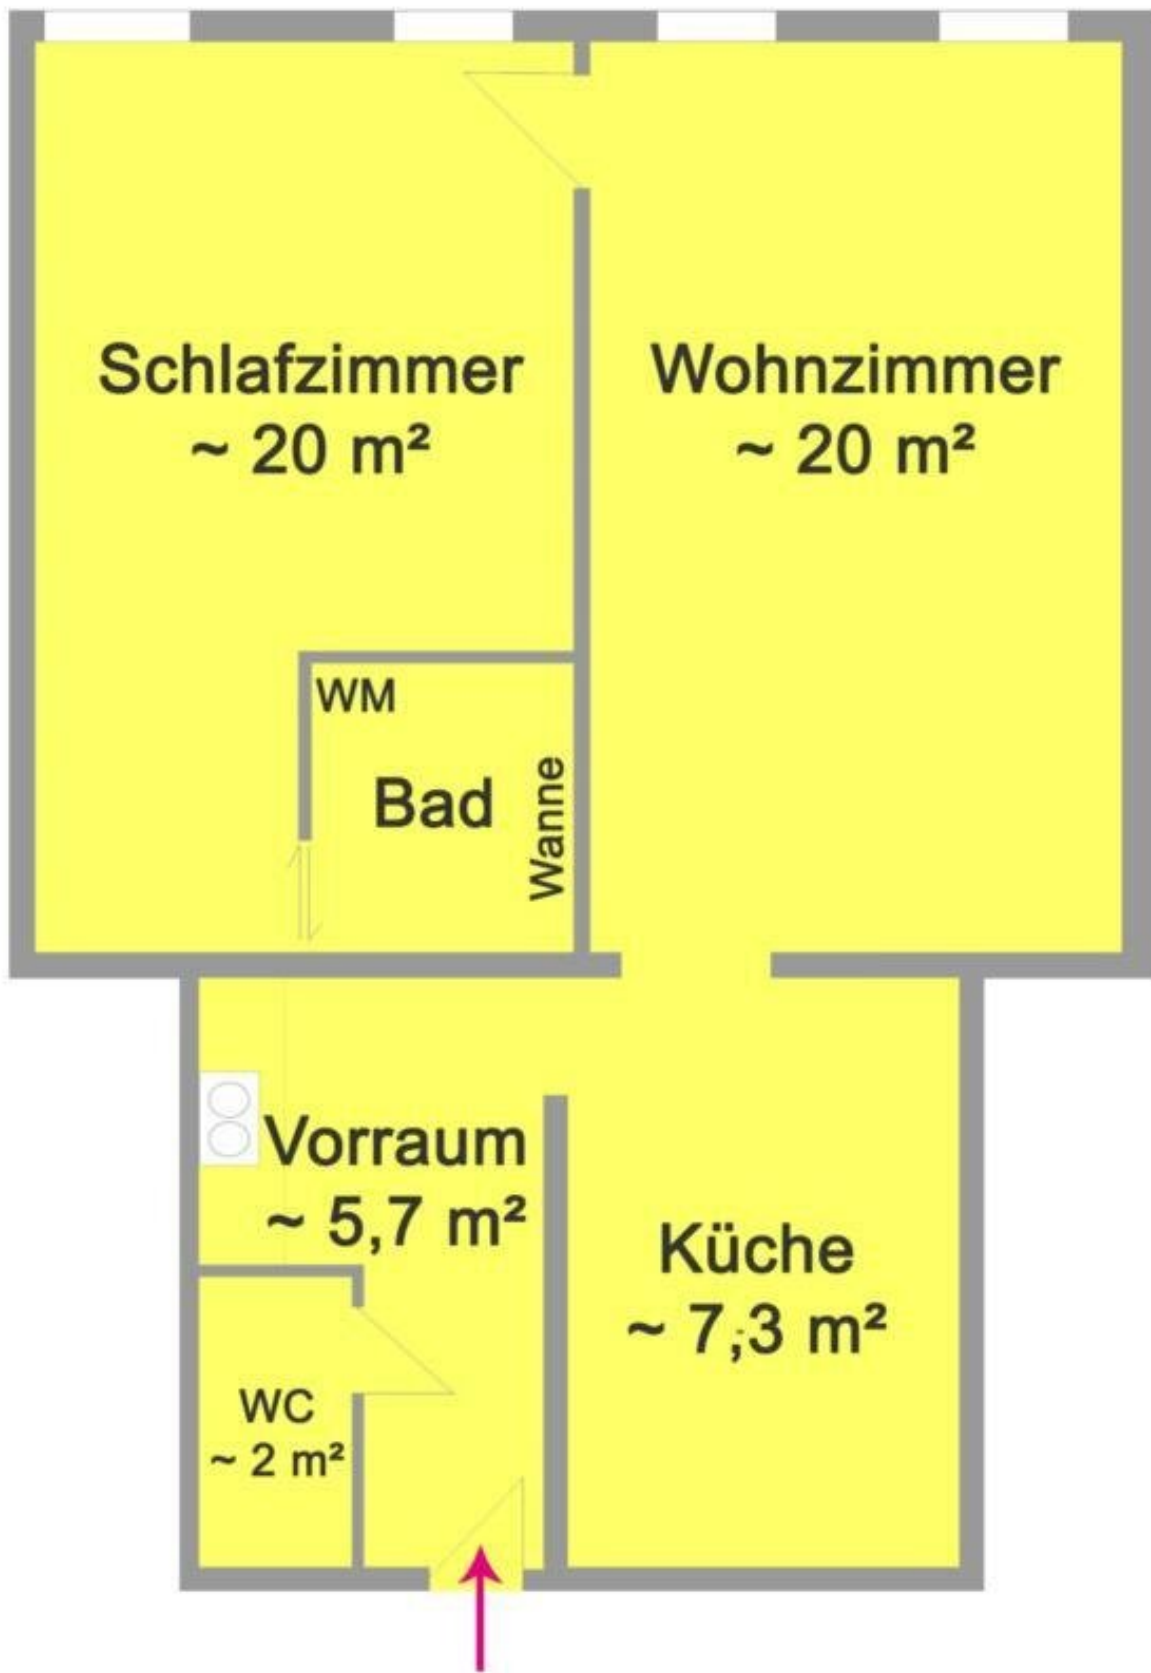 Schlafzimmer
~ 20 m²
Wohnzimmer
~ 20 m²
WM
Bad
Wanne
Vorraum
~ 5,7 m²
Küche
~ 7,3 m²
WC
~ 2 m²